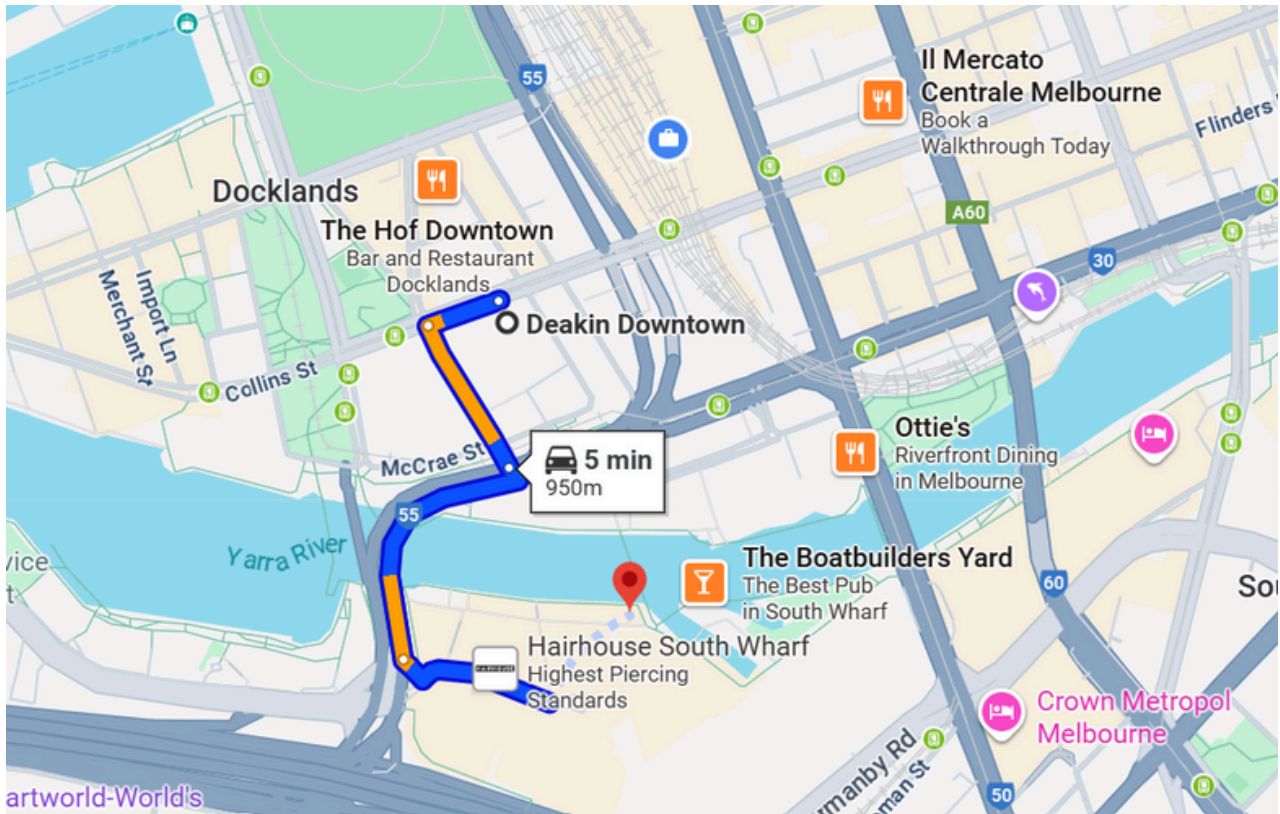 Il Mercato
Centrale Melbourne
Book a
Walkthrough Today
Flinders
55
Docklands
The Hof Downtown
Bar and Restaurant
Docklands
A60
30
Import Ln
Merchant St
Deakin Downtown
Collins St
McCrae St
5 min
950m
Ottie's
Riverfront Dining
in Melbourne
55
Yarra River
The Boatbuilders Yard
The Best Pub
in South Wharf
60
Hairhouse South Wharf
Highest Piercing
Standards
Crown Metropol
Melbourne
50
artworld-World's